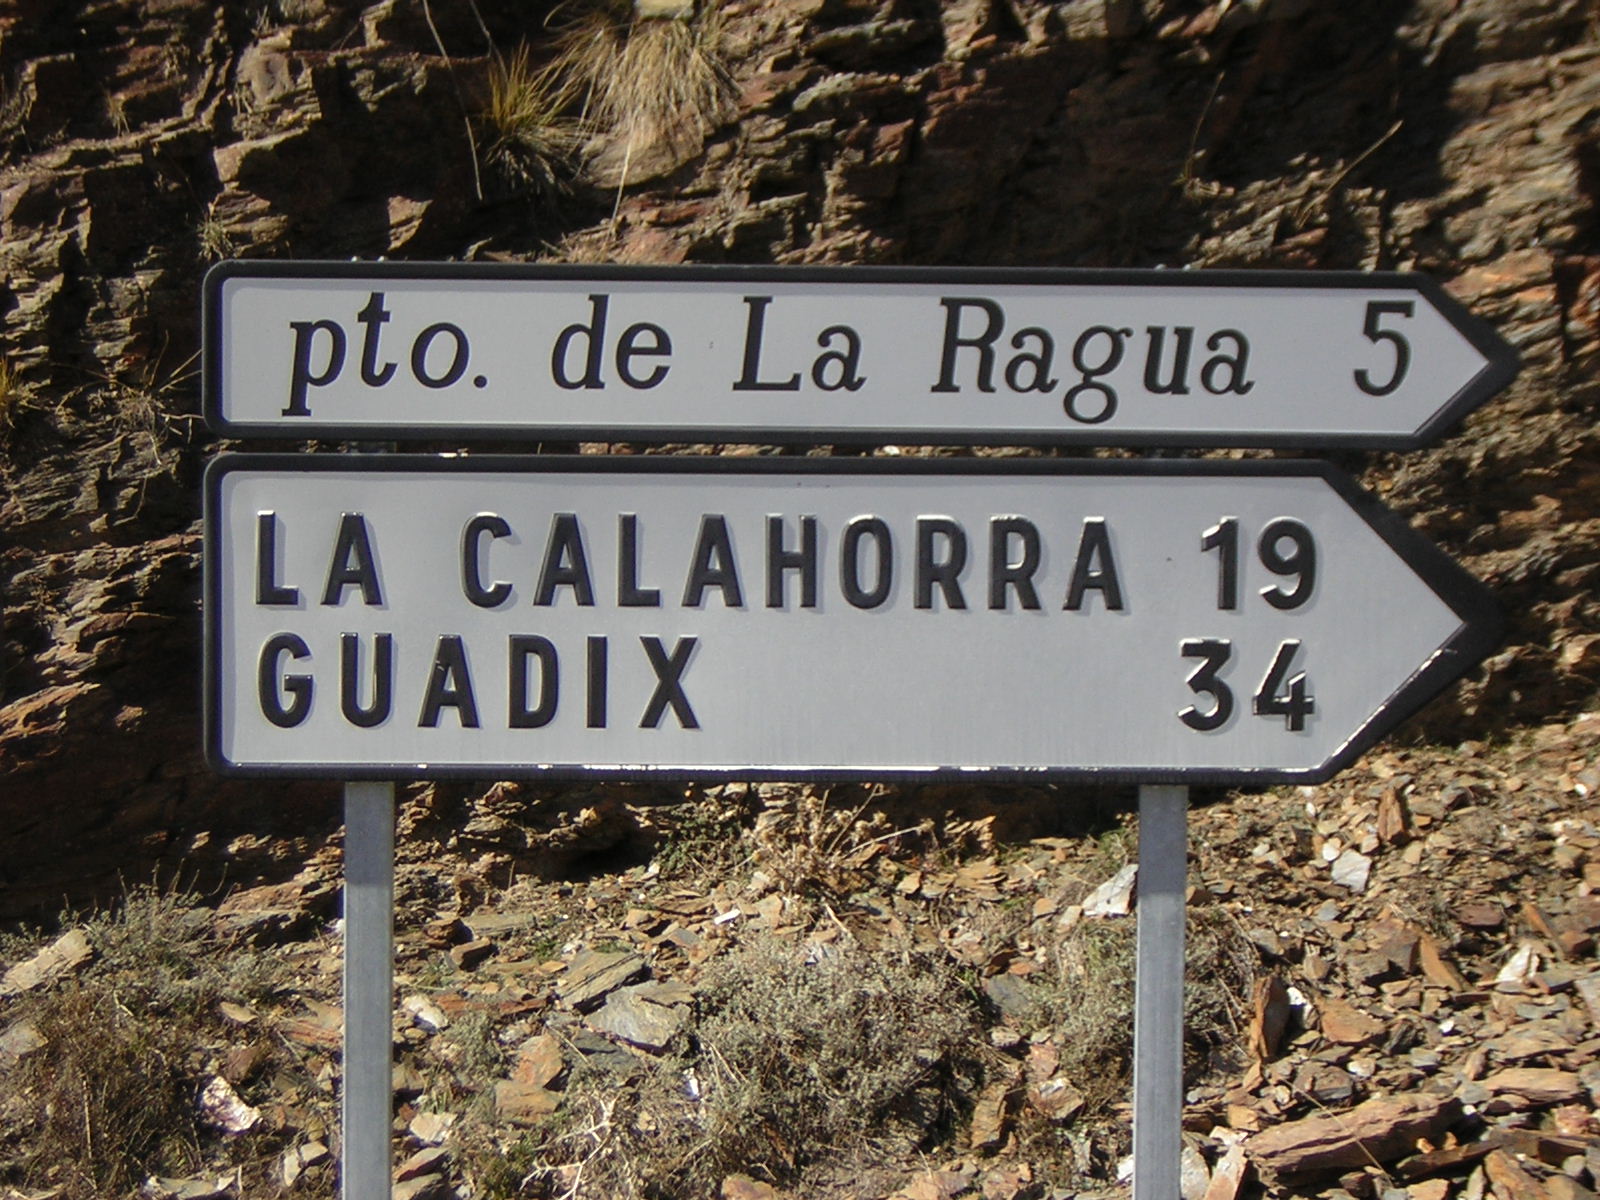 pto. de La Ragua 5
LA CALAHORRA 19
GUADIX 34